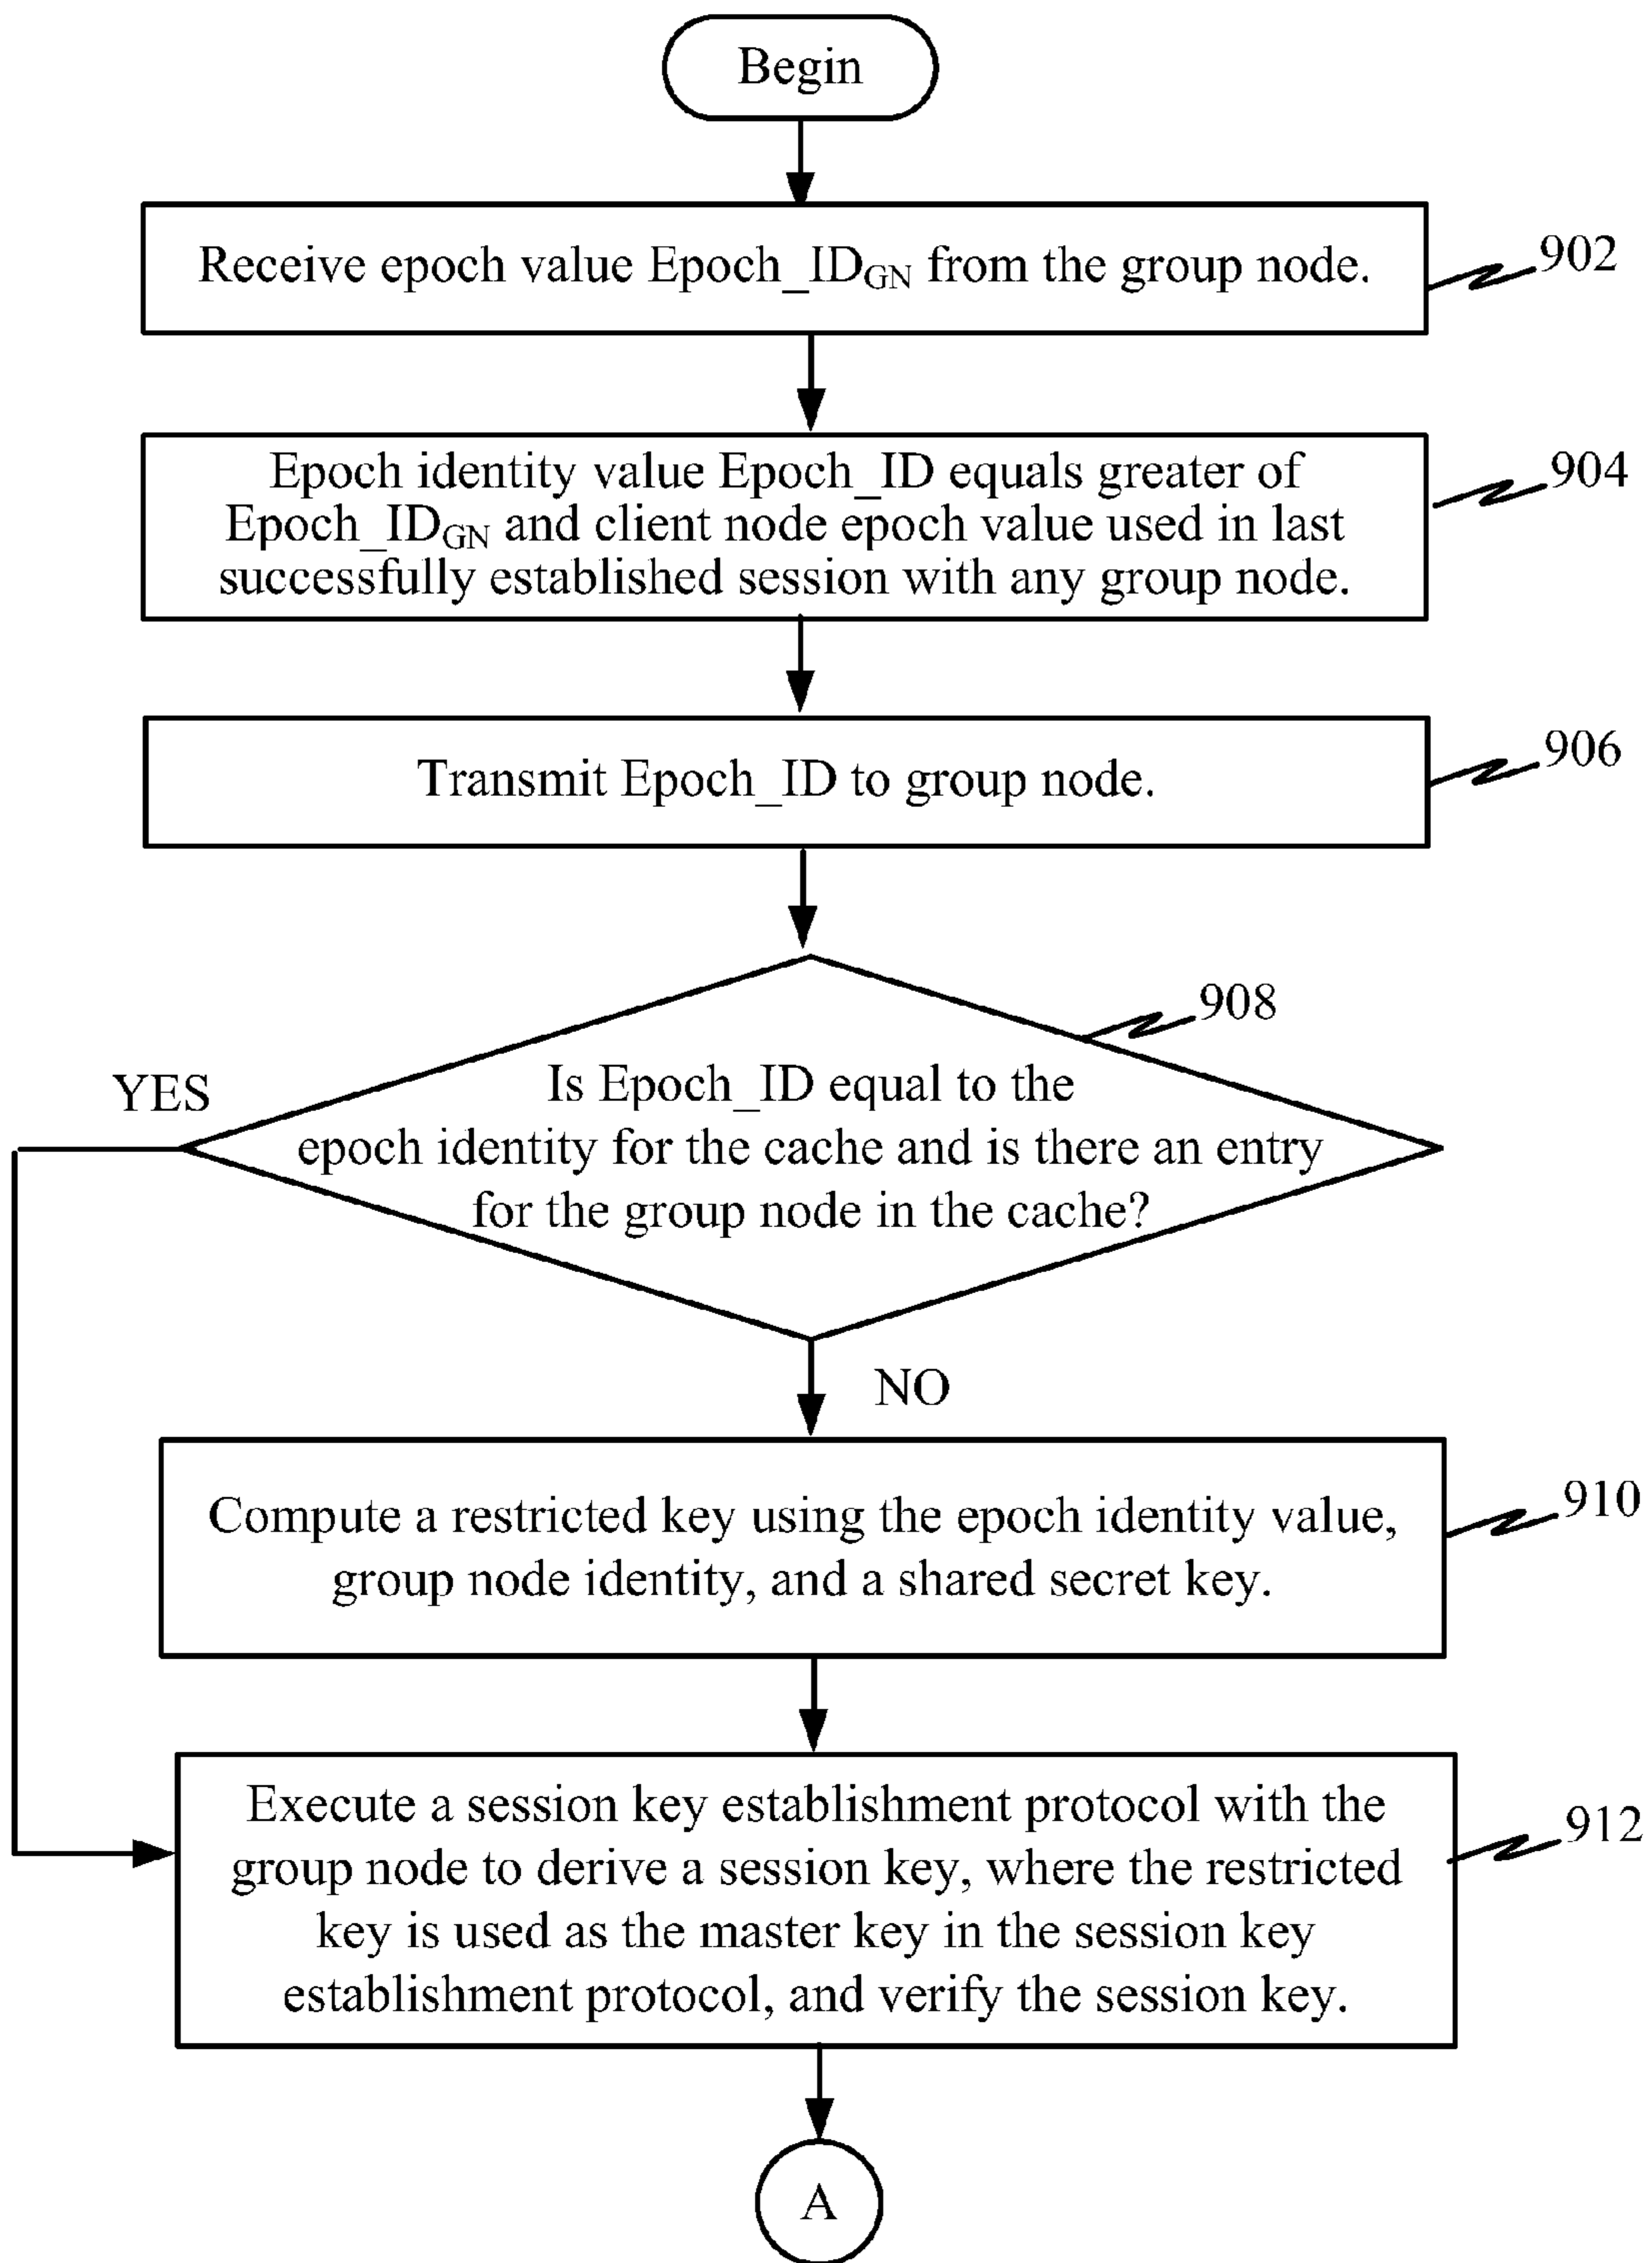 Begin
Receive epoch value Epoch_IDGN from the group node.
902
Epoch identity value Epoch_ID equals greater of
Epoch_IDGN and client node epoch value used in last
successfully established session with any group node.
904
Transmit Epoch_ID to group node.
906
908
YES
Is Epoch_ID equal to the
epoch identity for the cache and is there an entry
for the group node in the cache?
NO
Compute a restricted key using the epoch identity value,
group node identity, and a shared secret key.
910
Execute a session key establishment protocol with the
group node to derive a session key, where the restricted
key is used as the master key in the session key
establishment protocol, and verify the session key.
912
A